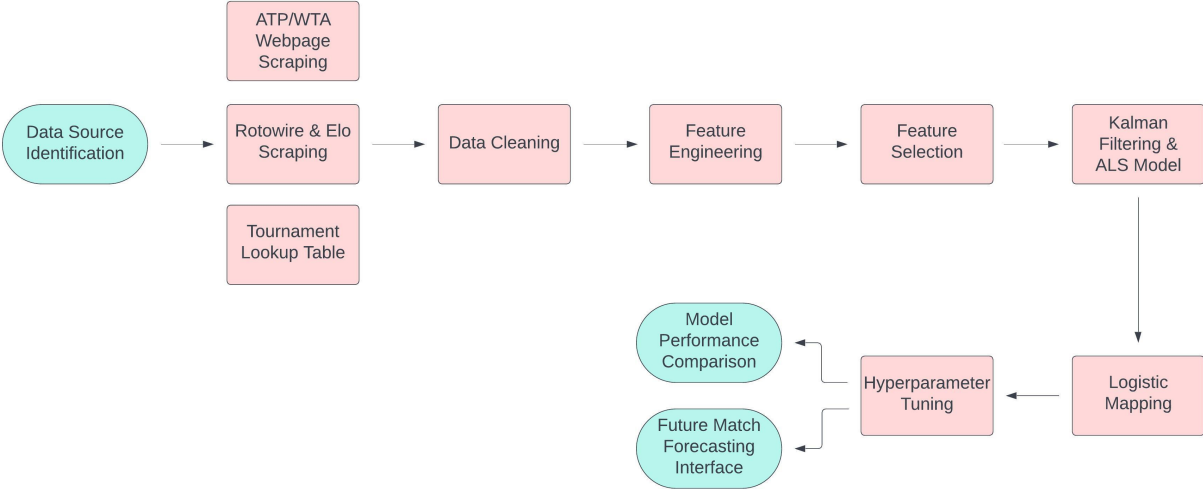 ATP/WTA
Webpage
Scraping
Data Source
Identification
Rotowire & Elo
Scraping
Tournament
Lookup Table
Data Cleaning
Feature
Engineering
Feature
Selection
Kalman
Filtering &
ALS Model
Logistic
Mapping
Hyperparameter
Tuning
Model
Performance
Comparison
Future Match
Forecasting
Interface